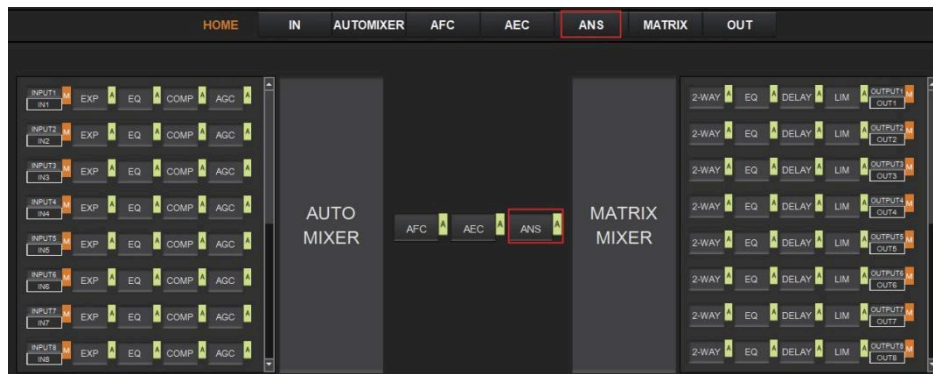 HOME IN AUTOMIXER AFC AEC ANS MATRIX OUT
INPUT1 M EXP A EQ A COMP A AGC A
IN1
INPUT2 M EXP A EQ A COMP A AGC A
IN2
INPUT3 M EXP A EQ A COMP A AGC A
IN3
INPUT4 M EXP A EQ A COMP A AGC A
IN4
INPUT5 M EXP A EQ A COMP A AGC A
IN5
INPUT6 M EXP A EQ A COMP A AGC A
IN6
INPUT7 M EXP A EQ A COMP A AGC A
IN7
INPUT8 M EXP A EQ A COMP A AGC A
IN8
AUTO
MIXER
AFC A AEC A ANS A
MATRIX
MIXER
2-WAY A EQ A DELAY A LIM A OUTPUT1 M
OUT1
2-WAY A EQ A DELAY A LIM A OUTPUT2 M
OUT2
2-WAY A EQ A DELAY A LIM A OUTPUT3 M
OUT3
2-WAY A EQ A DELAY A LIM A OUTPUT4 M
OUT4
2-WAY A EQ A DELAY A LIM A OUTPUT5 M
OUT5
2-WAY A EQ A DELAY A LIM A OUTPUT6 M
OUT6
2-WAY A EQ A DELAY A LIM A OUTPUT7 M
OUT7
2-WAY A EQ A DELAY A LIM A OUTPUT8 M
OUT8